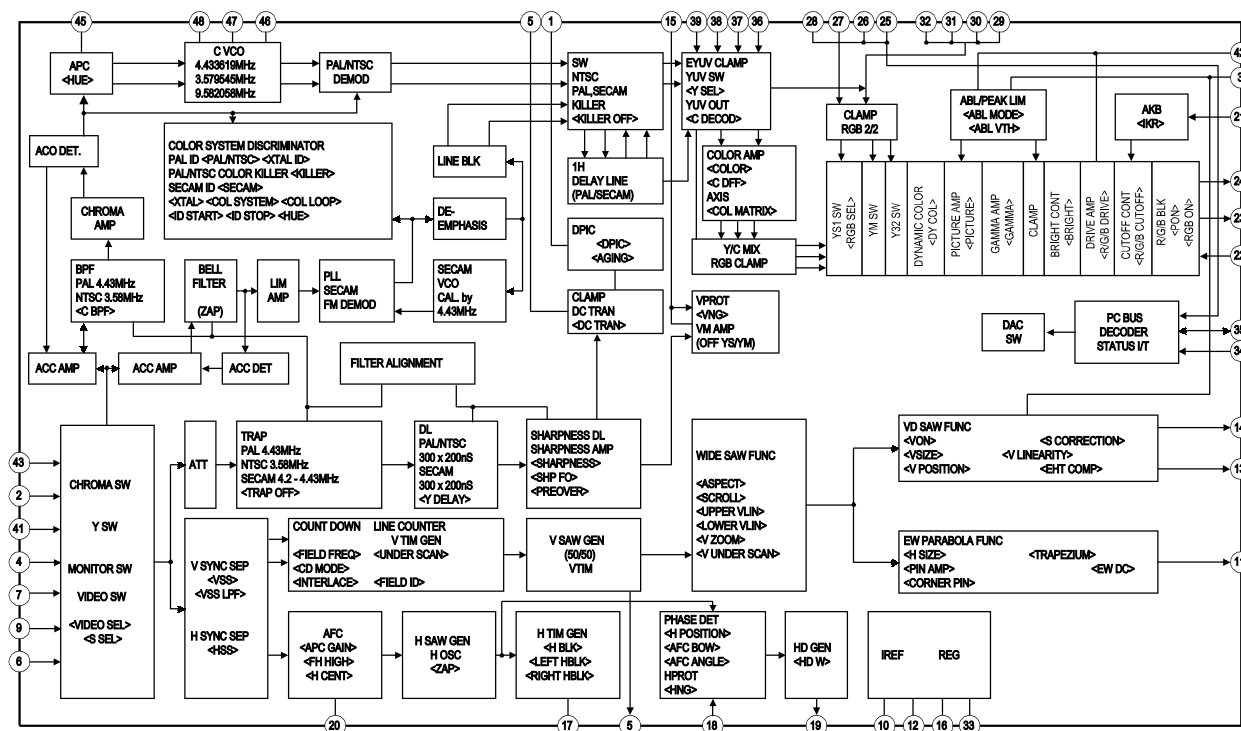 45
48
47
46
5
1
15
39
38
37
36
28
27
26
25
32
31
30
29
APC
<HUE>
C VCO
4.433619MHz
3.579545MHz
9.582058MHz
PAL/NTSC
DEMOD
SW
NTSC
PAL,SECAM
KILLER
<KILLER OFF>
EYUV CLAMP
YUV SW
<Y SEL>
YUV OUT
<C DECOD>
CLAMP
RGB 2/2
ABL/PEAK LIM
<ABL MODE>
<ABL VTH>
AKB
<IKR>
42
3
21
ACO DET.
COLOR SYSTEM DISCRIMINATOR
PAL ID <PAL/NTSC> <XTAL ID>
PAL/NTSC COLOR KILLER <KILLER>
SECAM ID <SECAM>
<XTAL> <COL SYSTEM> <COL LOOP>
<ID START> <ID STOP> <HUE>
LINE BLK
1H
DELAY LINE
(PAL/SECAM)
COLOR AMP
<COLOR>
<C DFF>
AXIS
<COL MATRIX>
YS1 SW
<RGB SEL>
YM SW
Y32 SW
DYNAMIC COLOR
<DY COL>
PICTURE AMP
<PICTURE>
GAMMA AMP
<GAMMA>
CLAMP
BRIGHT CONT
<BRIGHT>
DRIVE AMP
<R/G/B DRIVE>
CUTOFF CONT
<R/G/B CUTOFF>
R/G/B BLK
<PON>
<RGB ON>
24
23
22
CHROMA
AMP
DE-
EMPHASIS
DPIC
<DPIC>
<AGING>
Y/C MIX
RGB CLAMP
BPF
PAL 4.43MHz
NTSC 3.58MHz
<C BPF>
BELL
FILTER
(ZAP)
LIM
AMP
PLL
SECAM
FM DEMOD
SECAM
VCO
CAL. by
4.43MHz
CLAMP
DC TRAN
<DC TRAN>
VPROT
<VNG>
VM AMP
(OFF YS/YM)
DAC
SW
PC BUS
DECODER
STATUS I/T
35
34
ACC AMP
ACC AMP
ACC DET
FILTER ALIGNMENT
43
2
41
4
7
9
6
CHROMA SW
Y SW
MONITOR SW
VIDEO SW
<VIDEO SEL>
<S SEL>
ATT
TRAP
PAL 4.43MHz
NTSC 3.58MHz
SECAM 4.2 - 4.43MHz
<TRAP OFF>
DL
PAL/NTSC
300 x 200nS
SECAM
300 x 200nS
<Y DELAY>
SHARPNESS DL
SHARPNESS AMP
<SHARPNESS>
<SHP FO>
<PREOVER>
WIDE SAW FUNC
<ASPECT>
<SCROLL>
<UPPER VLIN>
<LOWER VLIN>
<V ZOOM>
<V UNDER SCAN>
VD SAW FUNC
<VON> <S CORRECTION>
<VSIZE> <V LINEARITY>
<V POSITION> <EHT COMP>
14
13
V SYNC SEP
<VSS>
<VSS LPF>
H SYNC SEP
<HSS>
COUNT DOWN LINE COUNTER
V TIM GEN
<FIELD FREQ> <UNDER SCAN>
<CD MODE>
<INTERLACE> <FIELD ID>
V SAW GEN
(50/50)
VTIM
EW PARABOLA FUNC
<H SIZE> <TRAPEZIUM>
<PIN AMP> <EW DC>
<CORNER PIN>
11
AFC
<APC GAIN>
<FH HIGH>
<H CENT>
H SAW GEN
H OSC
<ZAP>
H TIM GEN
<H BLK>
<LEFT HBLK>
<RIGHT HBLK>
PHASE DET
<H POSITION>
<AFC BOW>
<AFC ANGLE>
HPROT
<HNG>
HD GEN
<HD W>
IREF REG
20
17
5
18
19
10
12
16
33